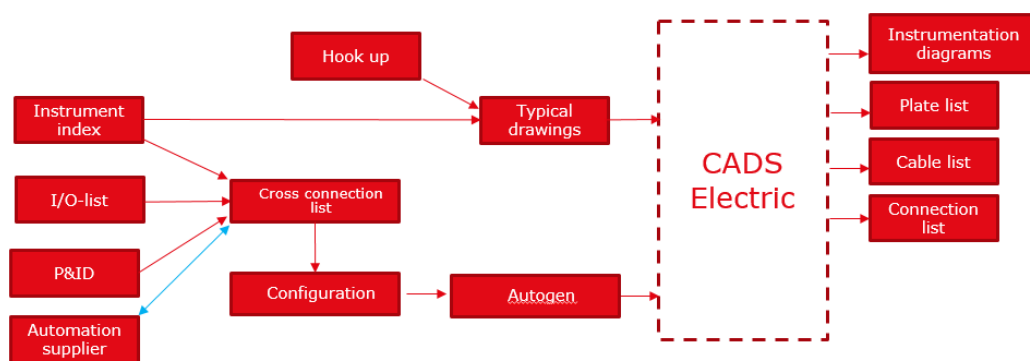 Hook up
Instrument
index
I/O-list
P&ID
Automation
supplier
Cross connection
list
Configuration
Typical
drawings
Autogen
CADS
Electric
Instrumentation
diagrams
Plate list
Cable list
Connection
list